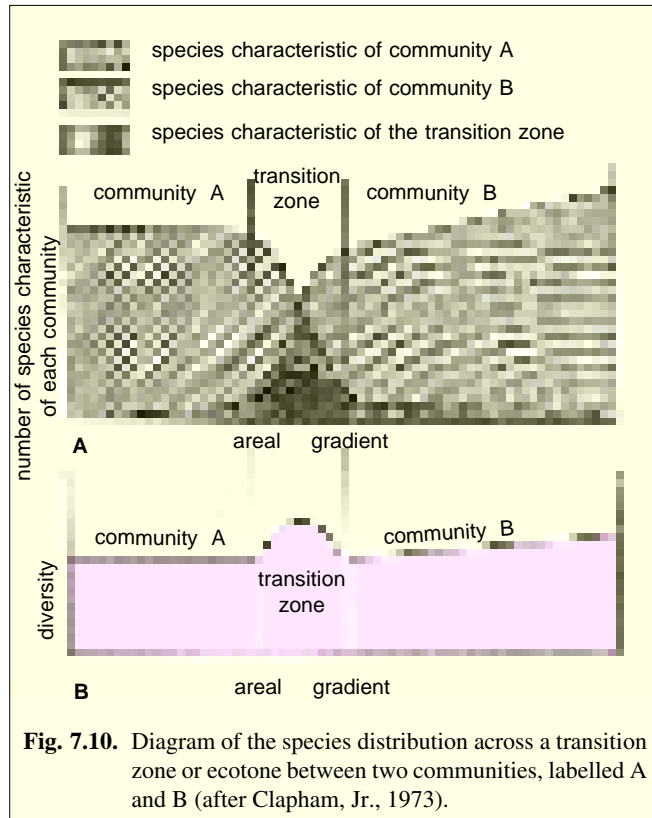 species characteristic of community A
species characteristic of community B
species characteristic of the transition zone
community A
transition
zone
community B
number of species characteristic
of each community
A
areal gradient
community A
community B
transition
zone
diversity
B
areal gradient
Fig. 7.10. Diagram of the species distribution across a transition
zone or ecotone between two communities, labelled A
and B (after Clapham, Jr., 1973).